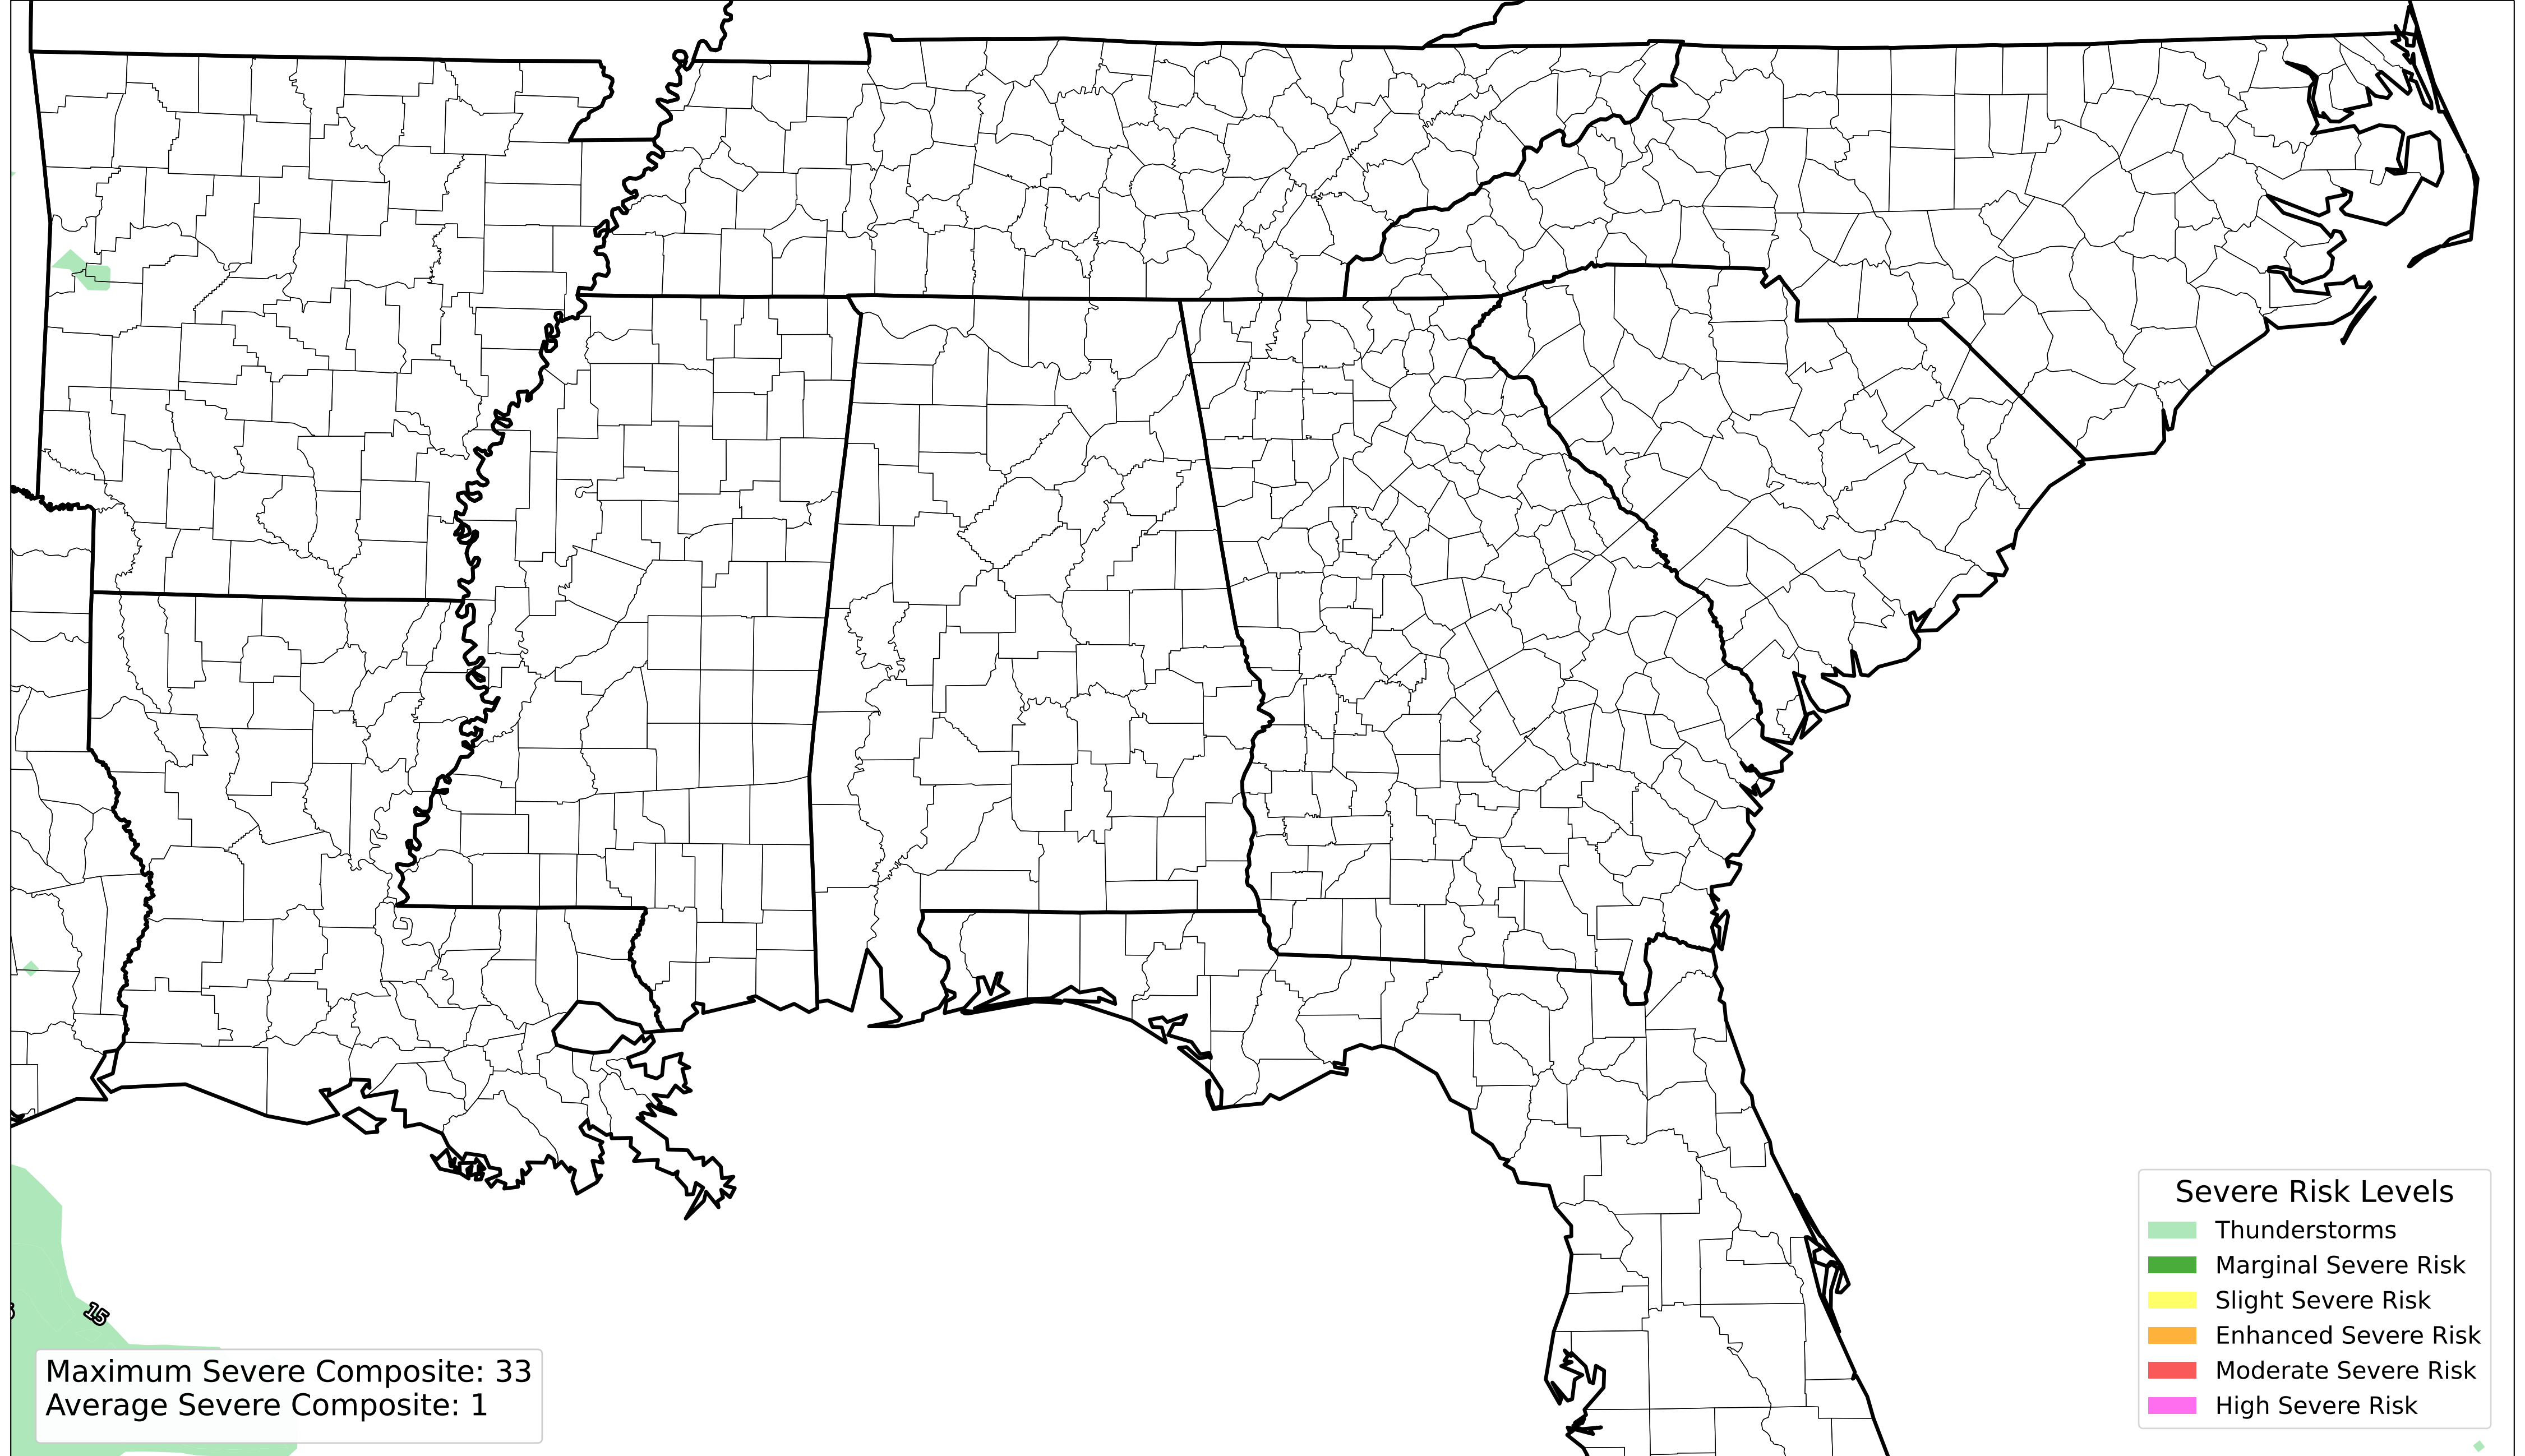 15
Maximum Severe Composite: 33
Average Severe Composite: 1
Severe Risk Levels
Thunderstorms
Marginal Severe Risk
Slight Severe Risk
Enhanced Severe Risk
Moderate Severe Risk
High Severe Risk